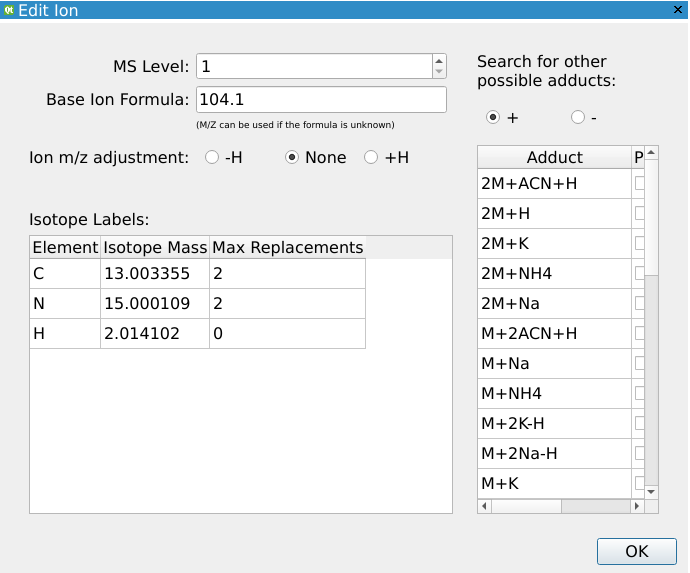 Edit Ion
MS Level: 1
Base Ion Formula: 104.1
(M/Z can be used if the formula is unknown)
Ion m/z adjustment: -H None +H
Isotope Labels:
Element Isotope Mass Max Replacements
C 13.003355 2
N 15.000109 2
H 2.014102 0
Search for other
possible adducts:
+ -
Adduct P
2M+ACN+H
2M+H
2M+K
2M+NH4
2M+Na
M+2ACN+H
M+Na
M+NH4
M+2K-H
M+2Na-H
M+K
OK